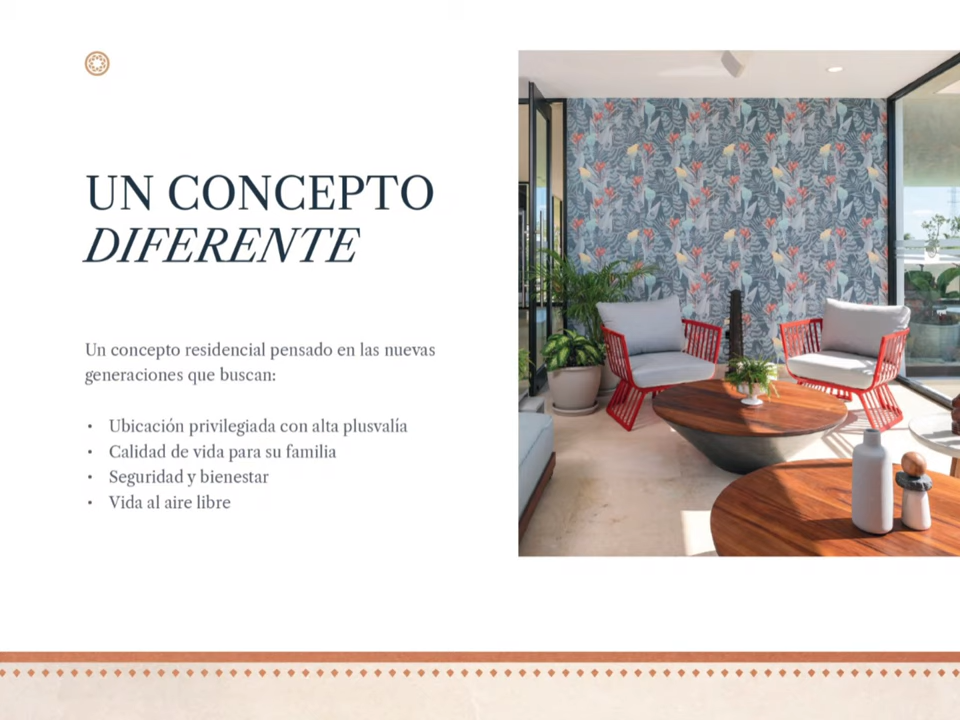 UN CONCEPTO
DIFERENTE
Un concepto residencial pensado en las nuevas
generaciones que buscan:
• Ubicación privilegiada con alta plusvalía
• Calidad de vida para su familia
• Seguridad y bienestar
• Vida al aire libre